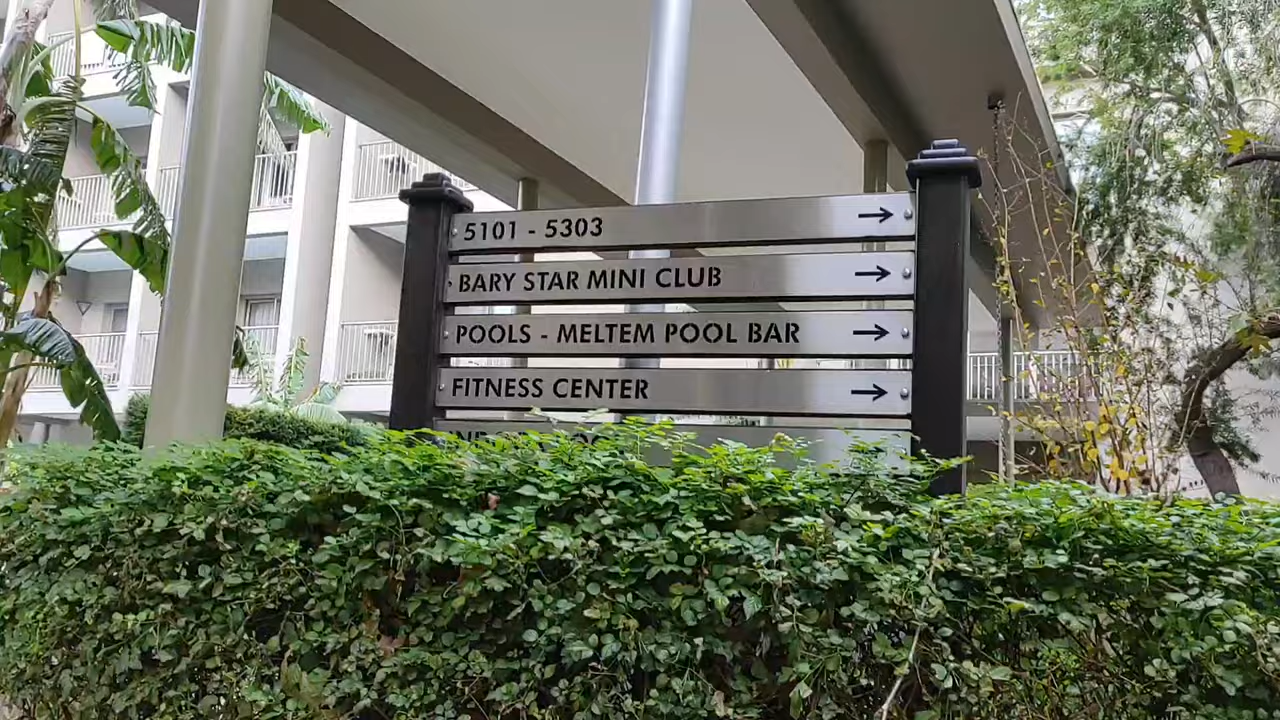 5101 - 5303 →
BARY STAR MINI CLUB →
POOLS - MELTEM POOL BAR →
FITNESS CENTER →